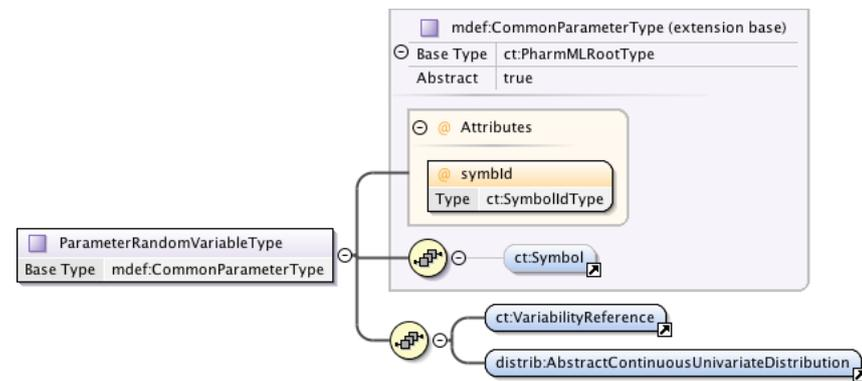 mdef:CommonParameterType (extension base)
Base Type ct:PharmMLRootType
Abstract true
@ Attributes
@ symbId
Type ct:SymbolIdType
ParameterRandomVariableType
Base Type mdef:CommonParameterType
ct:Symbol
ct:VariabilityReference
distrib:AbstractContinuousUnivariateDistribution